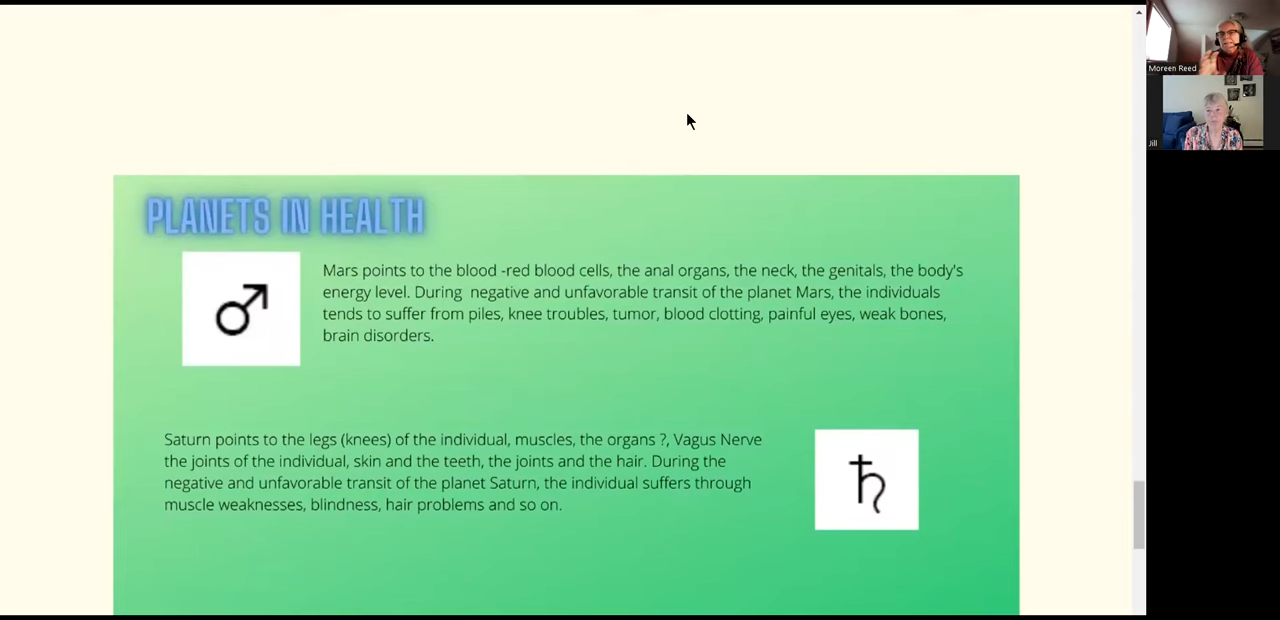 PLANETS IN HEALTH
Mars points to the blood -red blood cells, the anal organs, the neck, the genitals, the body's
energy level. During  negative and unfavorable transit of the planet Mars, the individuals
tends to suffer from piles, knee troubles, tumor, blood clotting, painful eyes, weak bones,
brain disorders.
Saturn points to the legs (knees) of the individual, muscles, the organs ?, Vagus Nerve
the joints of the individual, skin and the teeth, the joints and the hair. During the
negative and unfavorable transit of the planet Saturn, the individual suffers through
muscle weaknesses, blindness, hair problems and so on.
Moreen Reed
Jill